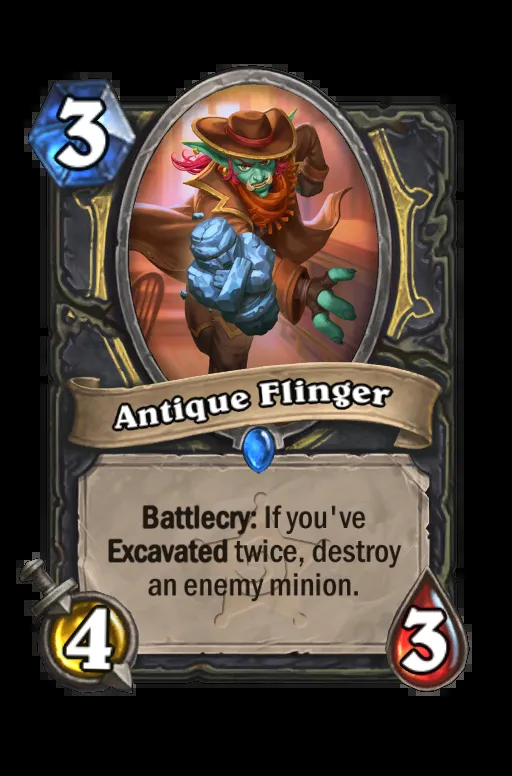 3
Antique Flinger
Battlecry: If you've
Excavated twice, destroy
an enemy minion.
4
3